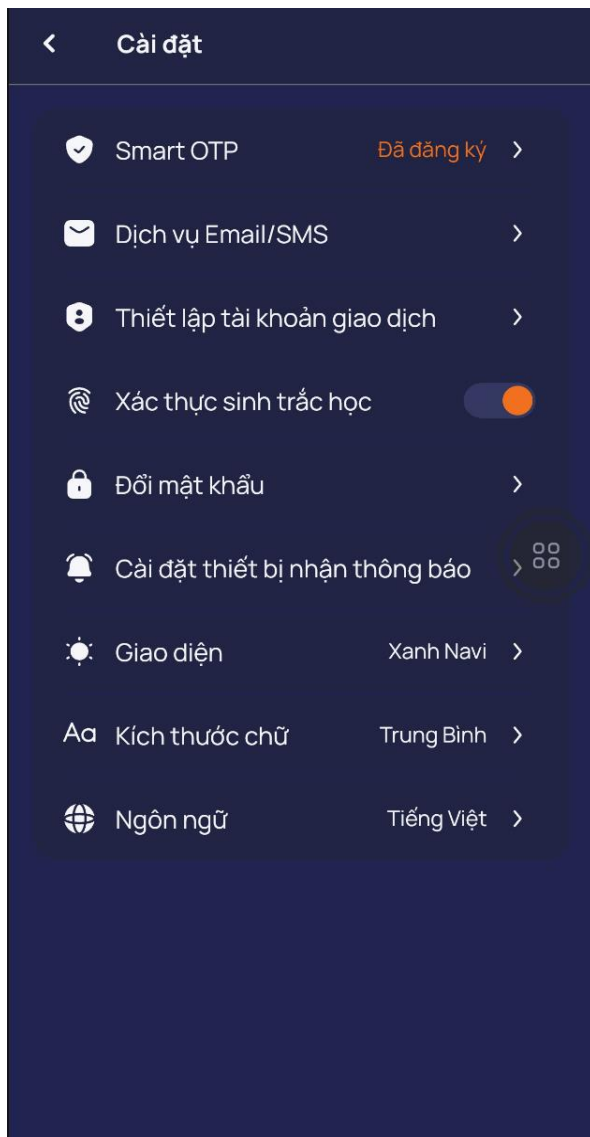 Cài đặt
Smart OTP Đã đăng ký
Dịch vụ Email/SMS
Thiết lập tài khoản giao dịch
Xác thực sinh trắc học
Đổi mật khẩu
Cài đặt thiết bị nhận thông báo
Giao diện Xanh Navi
Aa Kích thước chữ Trung Bình
Ngôn ngữ Tiếng Việt